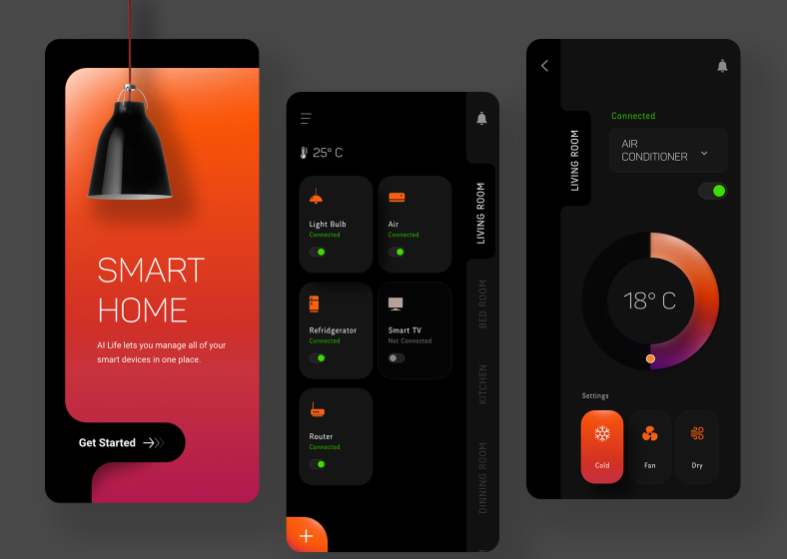 SMART
HOME
AI Life lets you manage all of your
smart devices in one place.
Get Started
25° C
Light Bulb
Connected
Air
Connected
Refridgerator
Connected
Smart TV
Not Connected
Router
Connected
+
LIVING ROOM
BED ROOM
KITCHEN
DINNING ROOM
LIVING ROOM
Connected
AIR
CONDITIONER
18° C
Settings
Cold
Fan
Dry